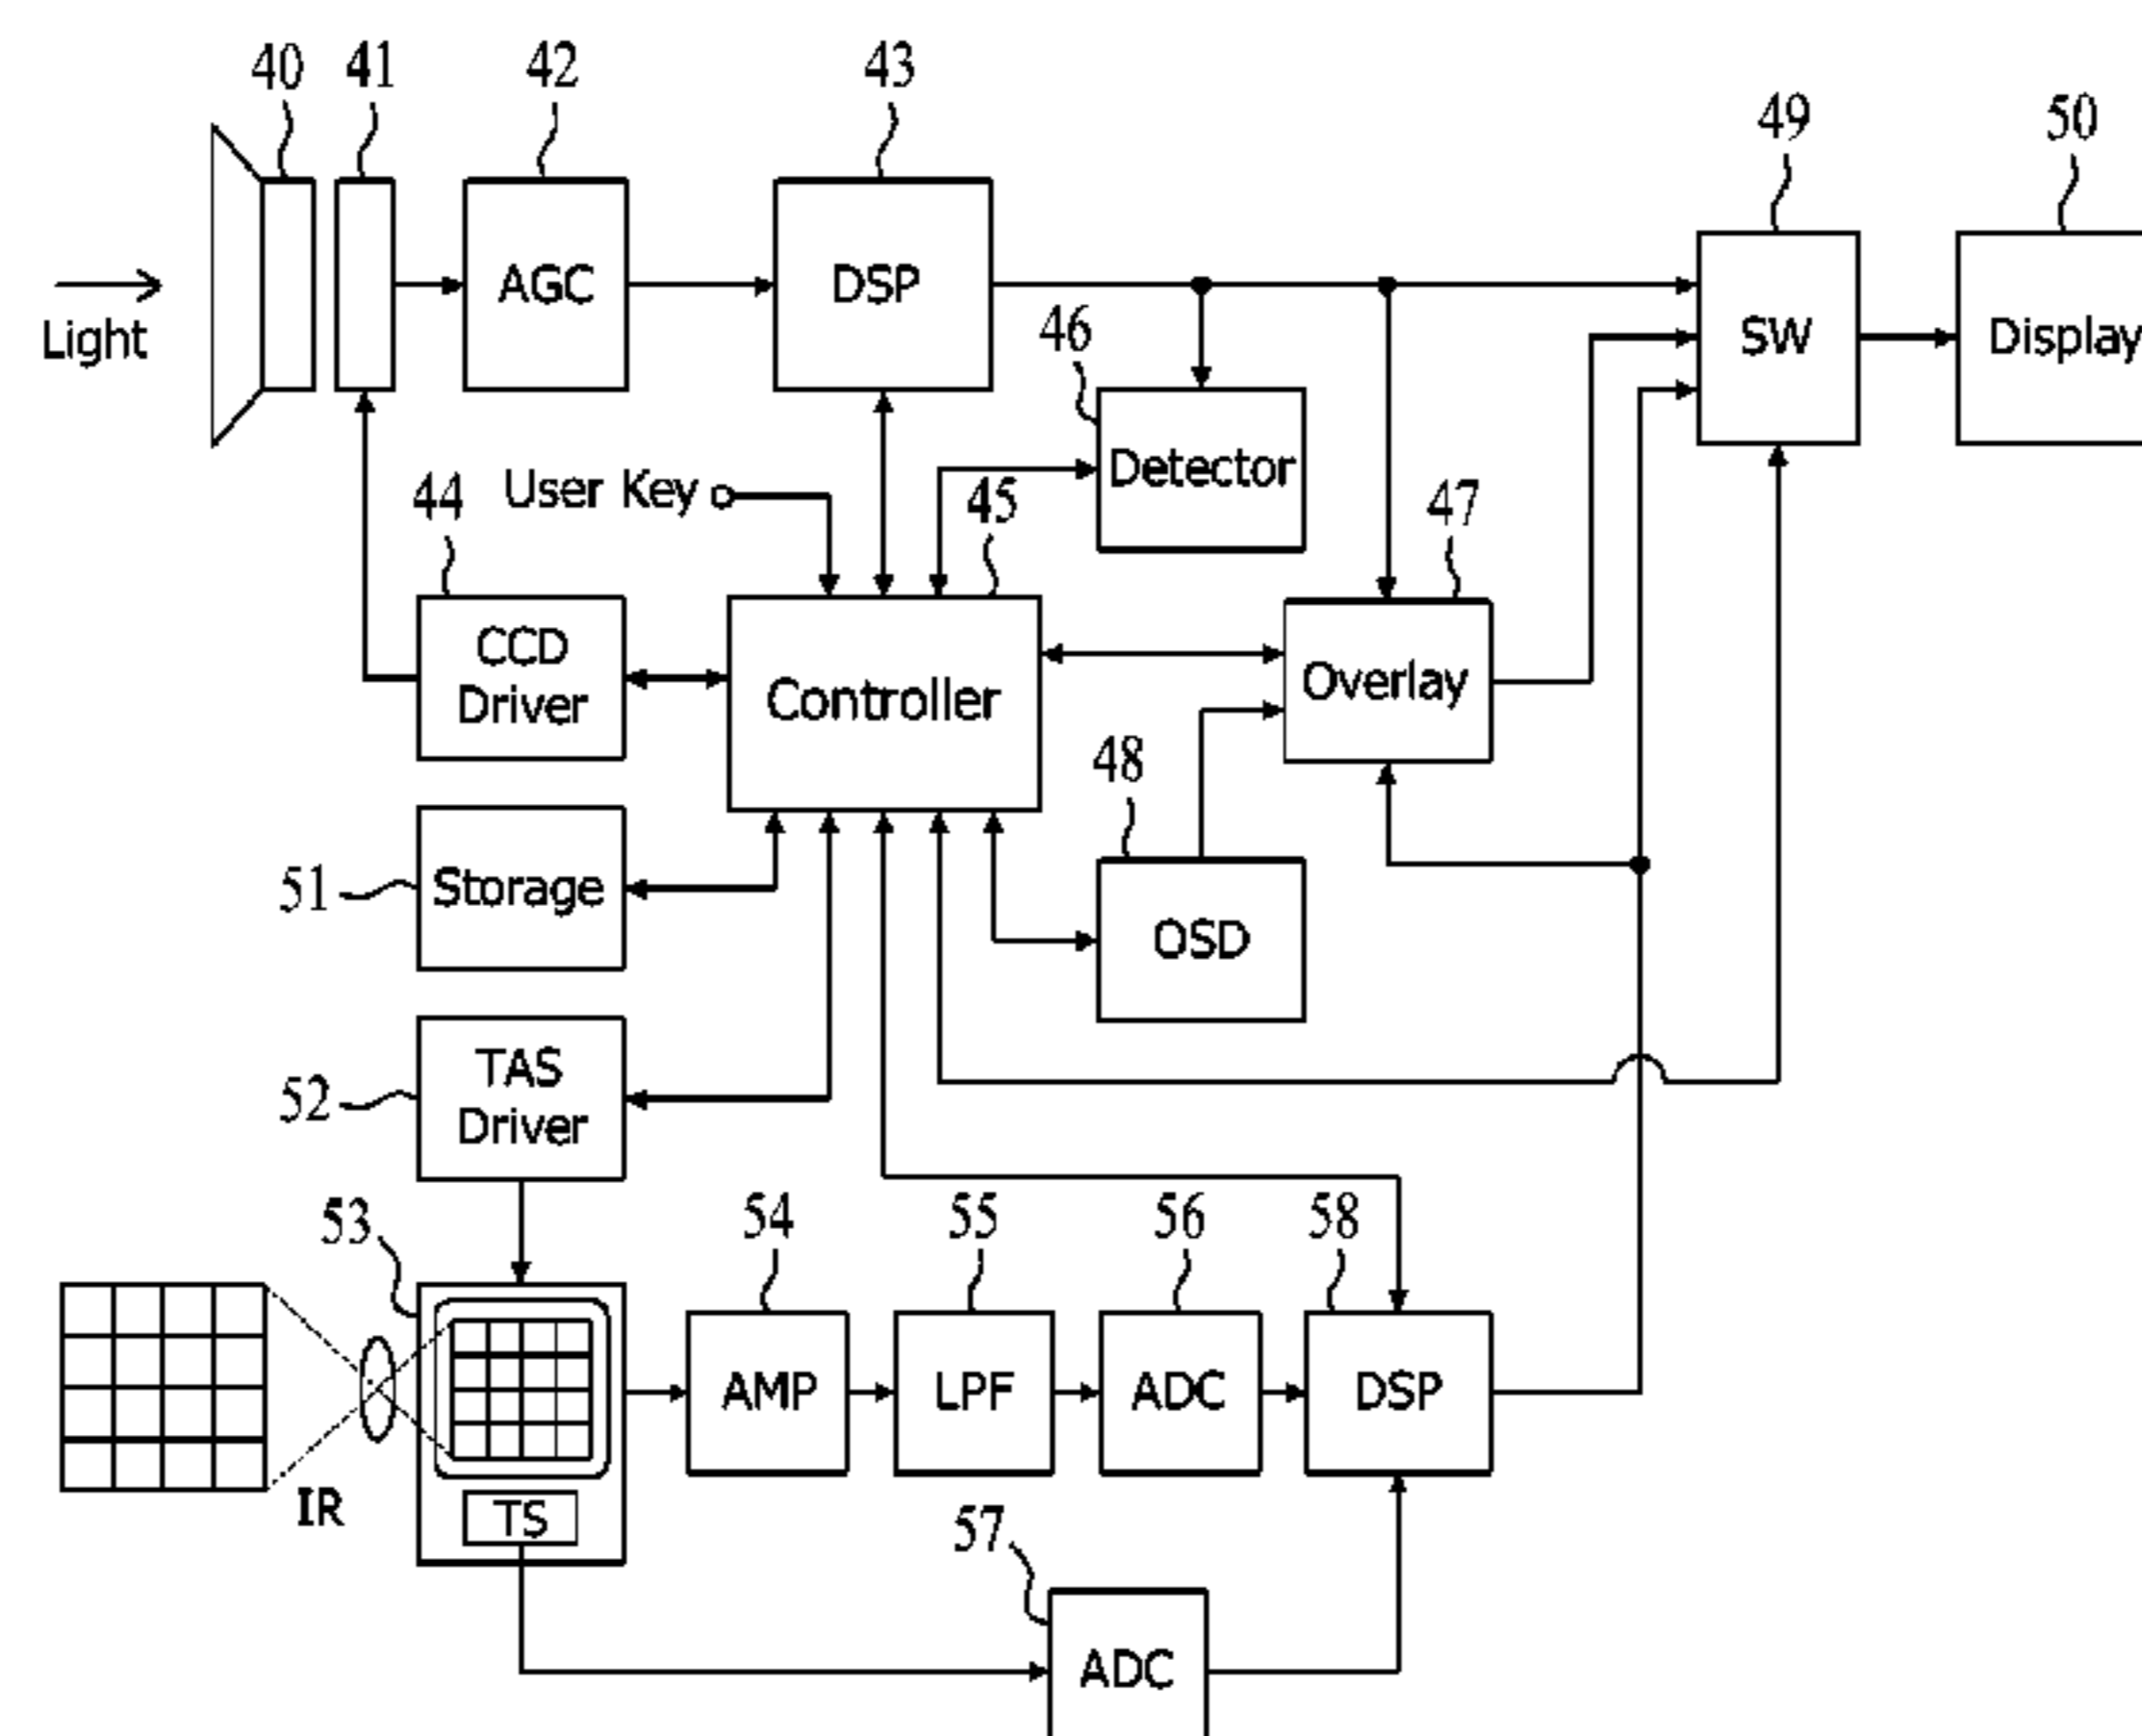 40 41 42 43
49 50
Light
AGC
DSP
SW
Display
46
Detector
44
User Key
45
47
CCD
Driver
Controller
Overlay
48
51
Storage
OSD
52
TAS
Driver
53
54 55 56 58
IR
TS
AMP
LPF
ADC
DSP
57
ADC